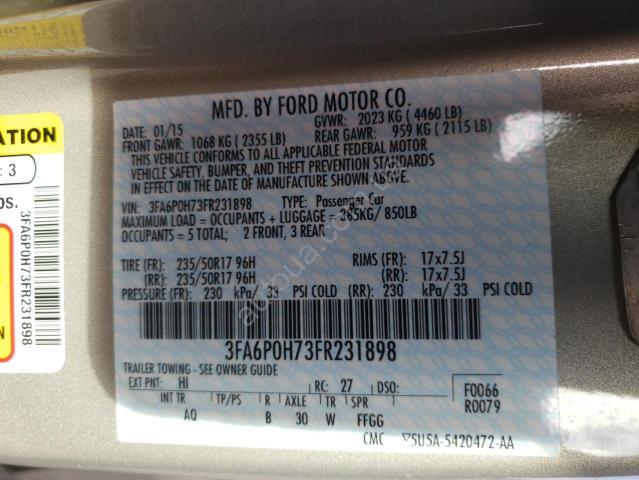 MFD. BY FORD MOTOR CO.
DATE: 01/15 GVWR: 2023 KG ( 4460 LB)
FRONT GAWR: 1068 KG ( 2355 LB) REAR GAWR: 959 KG ( 2115 LB)
THIS VEHICLE CONFORMS TO ALL APPLICABLE FEDERAL MOTOR
VEHICLE SAFETY, BUMPER, AND THEFT PREVENTION STANDARDS
IN EFFECT ON THE DATE OF MANUFACTURE SHOWN ABOVE.
VIN: 3FA6P0H73FR231898 TYPE: Passenger Car
MAXIMUM LOAD = OCCUPANTS + LUGGAGE = 385KG/ 850LB
OCCUPANTS = 5 TOTAL; 2 FRONT, 3 REAR
TIRE (FR): 235/50R17 96H RIMS (FR): 17x7.5J
(RR): 235/50R17 96H (RR): 17x7.5J
PRESSURE (FR): 230 kPa/ 33 PSI COLD (RR): 230 kPa/ 33 PSI COLD
3FA6P0H73FR231898
TRAILER TOWING - SEE OWNER GUIDE
EXT PNT: HI RC: 27 DSO: F0066
INT TR TP/PS R AXLE TR SPR R0079
AQ B 30 W FFGG
CMC 5U5A-5420472-AA
ATION
: 3
OS.
3FA6P0H73FR231898
autoua.com